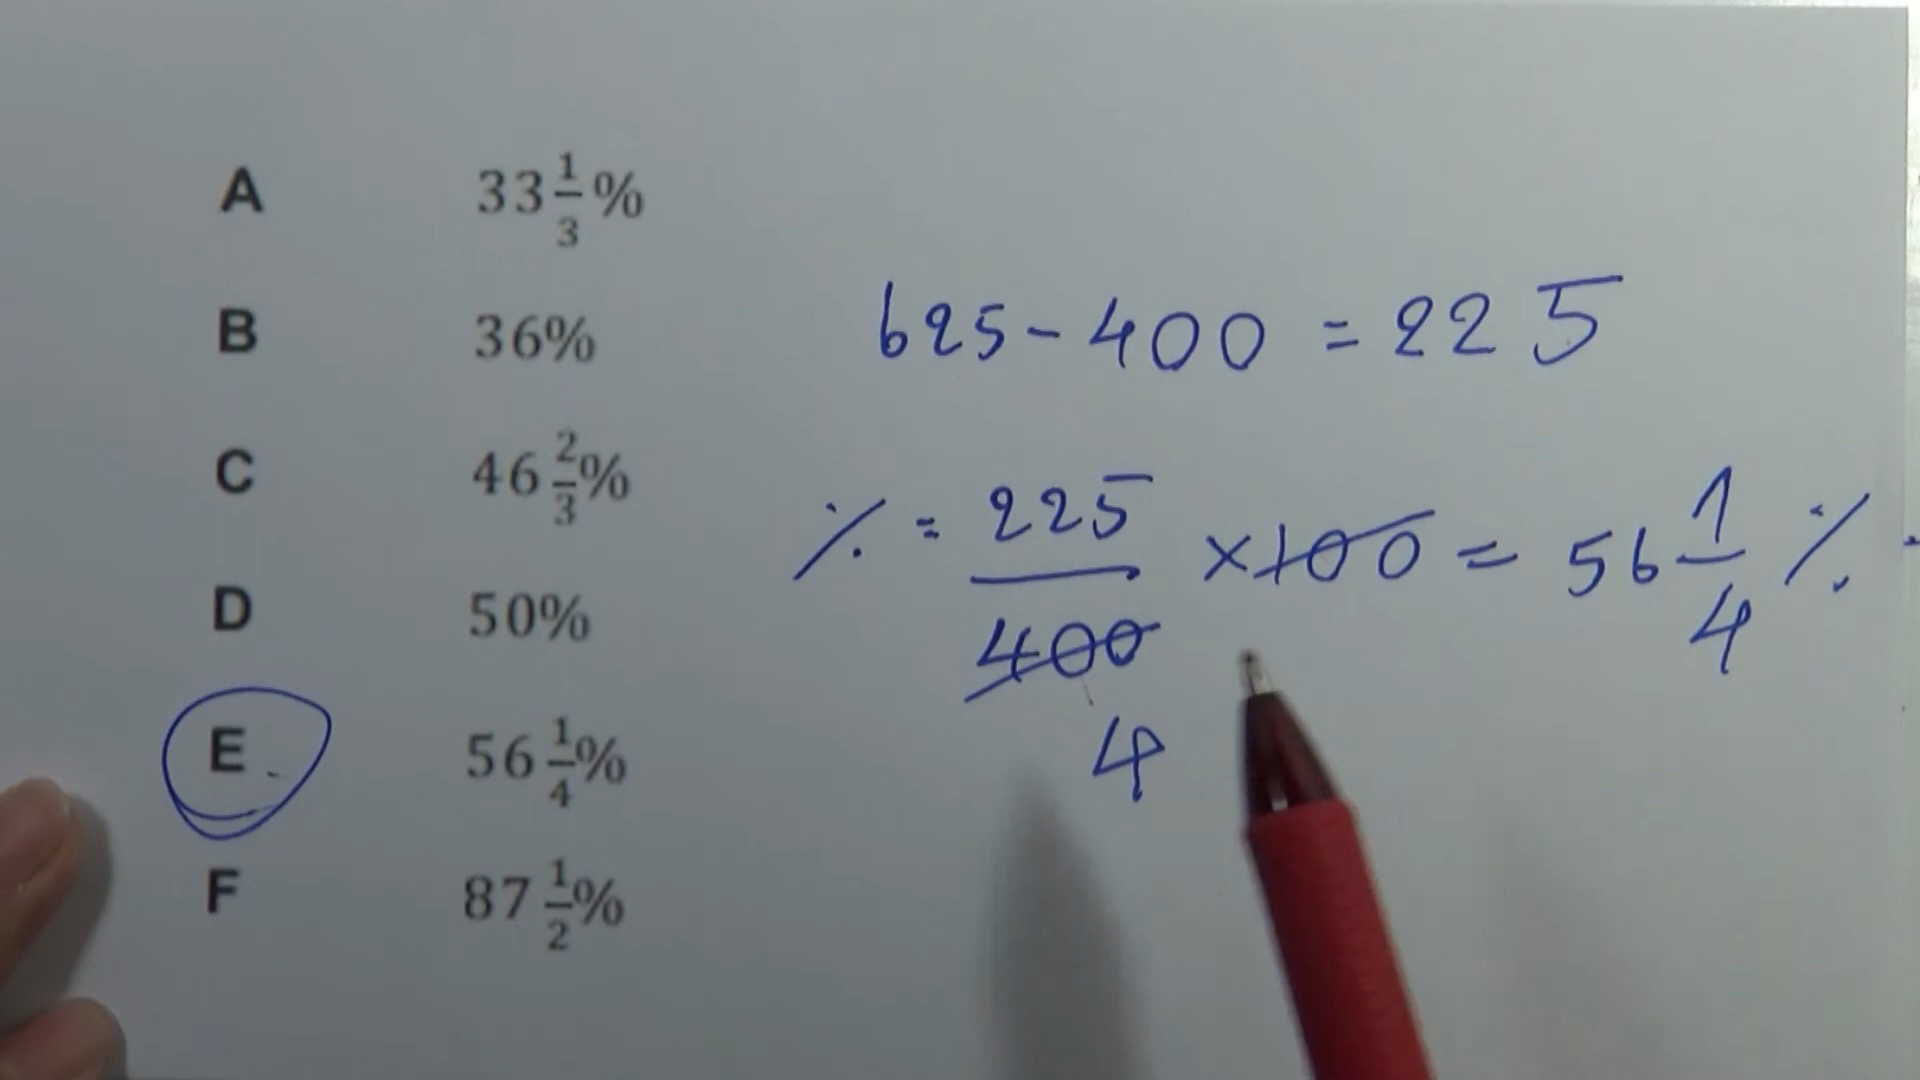 A 33 1/3 %
B 36%
C 46 2/3 %
D 50%
E 56 1/4 %
F 87 1/2 %
625 - 400 = 225
% = 225/400 × 100 = 56 1/4 %
4